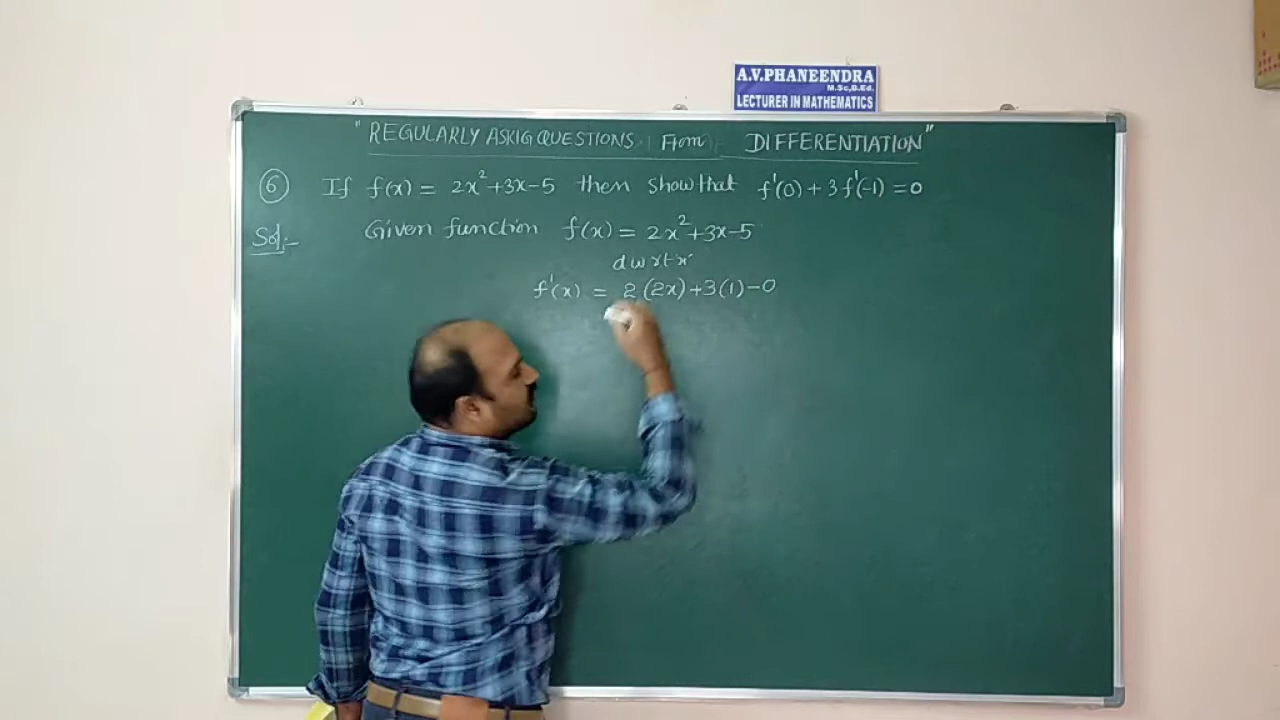 A.V.PHANEENDRA
M.Sc,B.Ed.
LECTURER IN MATHEMATICS
"REGULARLY ASKIG QUESTIONS From DIFFERENTIATION"
6 If f(x) = 2x²+3x-5 then show that f'(0)+3f'(-1)=0
Sol:- Given function f(x) = 2x²+3x-5
dwrtx
f'(x) = 2(2x)+3(1)-0